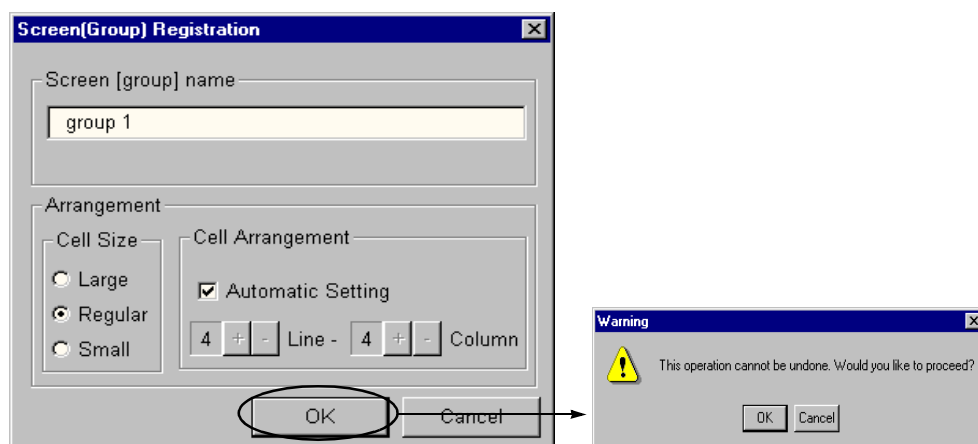 Screen(Group) Registration
Screen [group] name
group 1
Arrangement
Cell Size
Large
Regular
Small
Cell Arrangement
Automatic Setting
4 + - Line - 4 + - Column
OK Cancel
Warning
This operation cannot be undone. Would you like to proceed?
OK Cancel